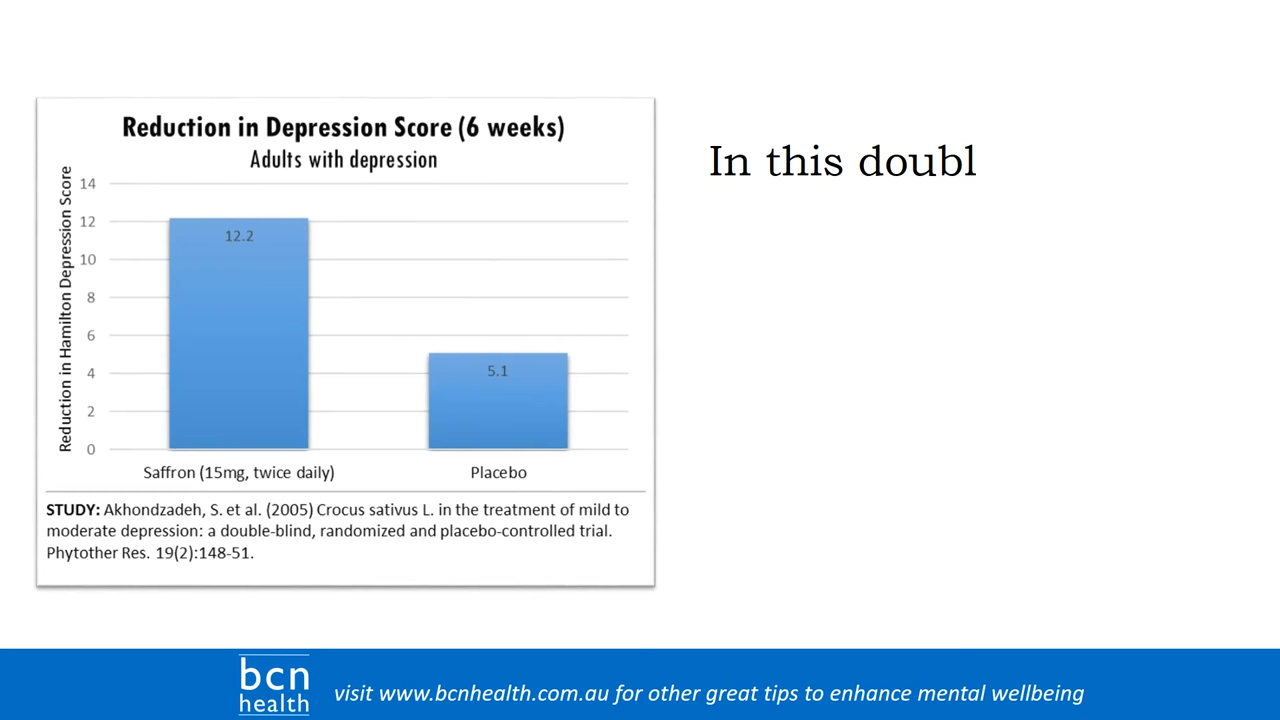 Reduction in Depression Score (6 weeks)
Adults with depression
Reduction in Hamilton Depression Score
14
12
10
8
6
4
2
0
12.2
5.1
Saffron (15mg, twice daily)
Placebo
STUDY: Akhondzadeh, S. et al. (2005) Crocus sativus L. in the treatment of mild to
moderate depression: a double-blind, randomized and placebo-controlled trial.
Phytother Res. 19(2):148-51.
In this doubl
bcn
health
visit www.bcnhealth.com.au for other great tips to enhance mental wellbeing